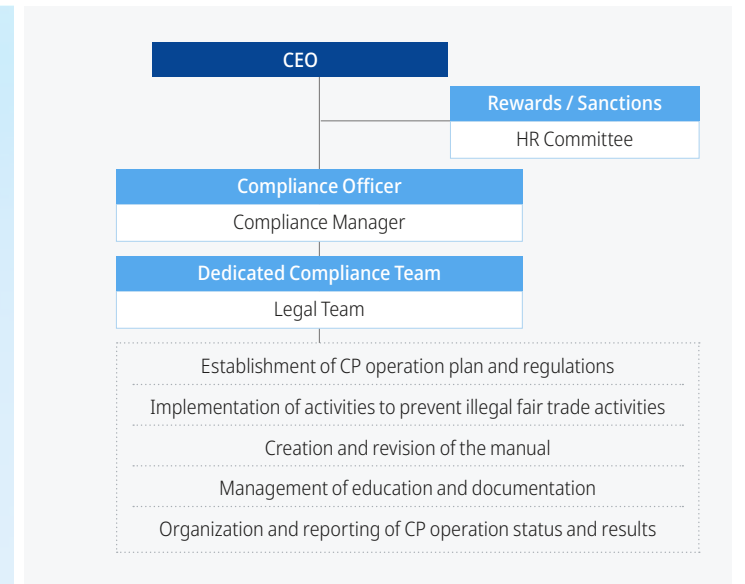 CEO
Rewards / Sanctions
HR Committee
Compliance Officer
Compliance Manager
Dedicated Compliance Team
Legal Team
Establishment of CP operation plan and regulations
Implementation of activities to prevent illegal fair trade activities
Creation and revision of the manual
Management of education and documentation
Organization and reporting of CP operation status and results